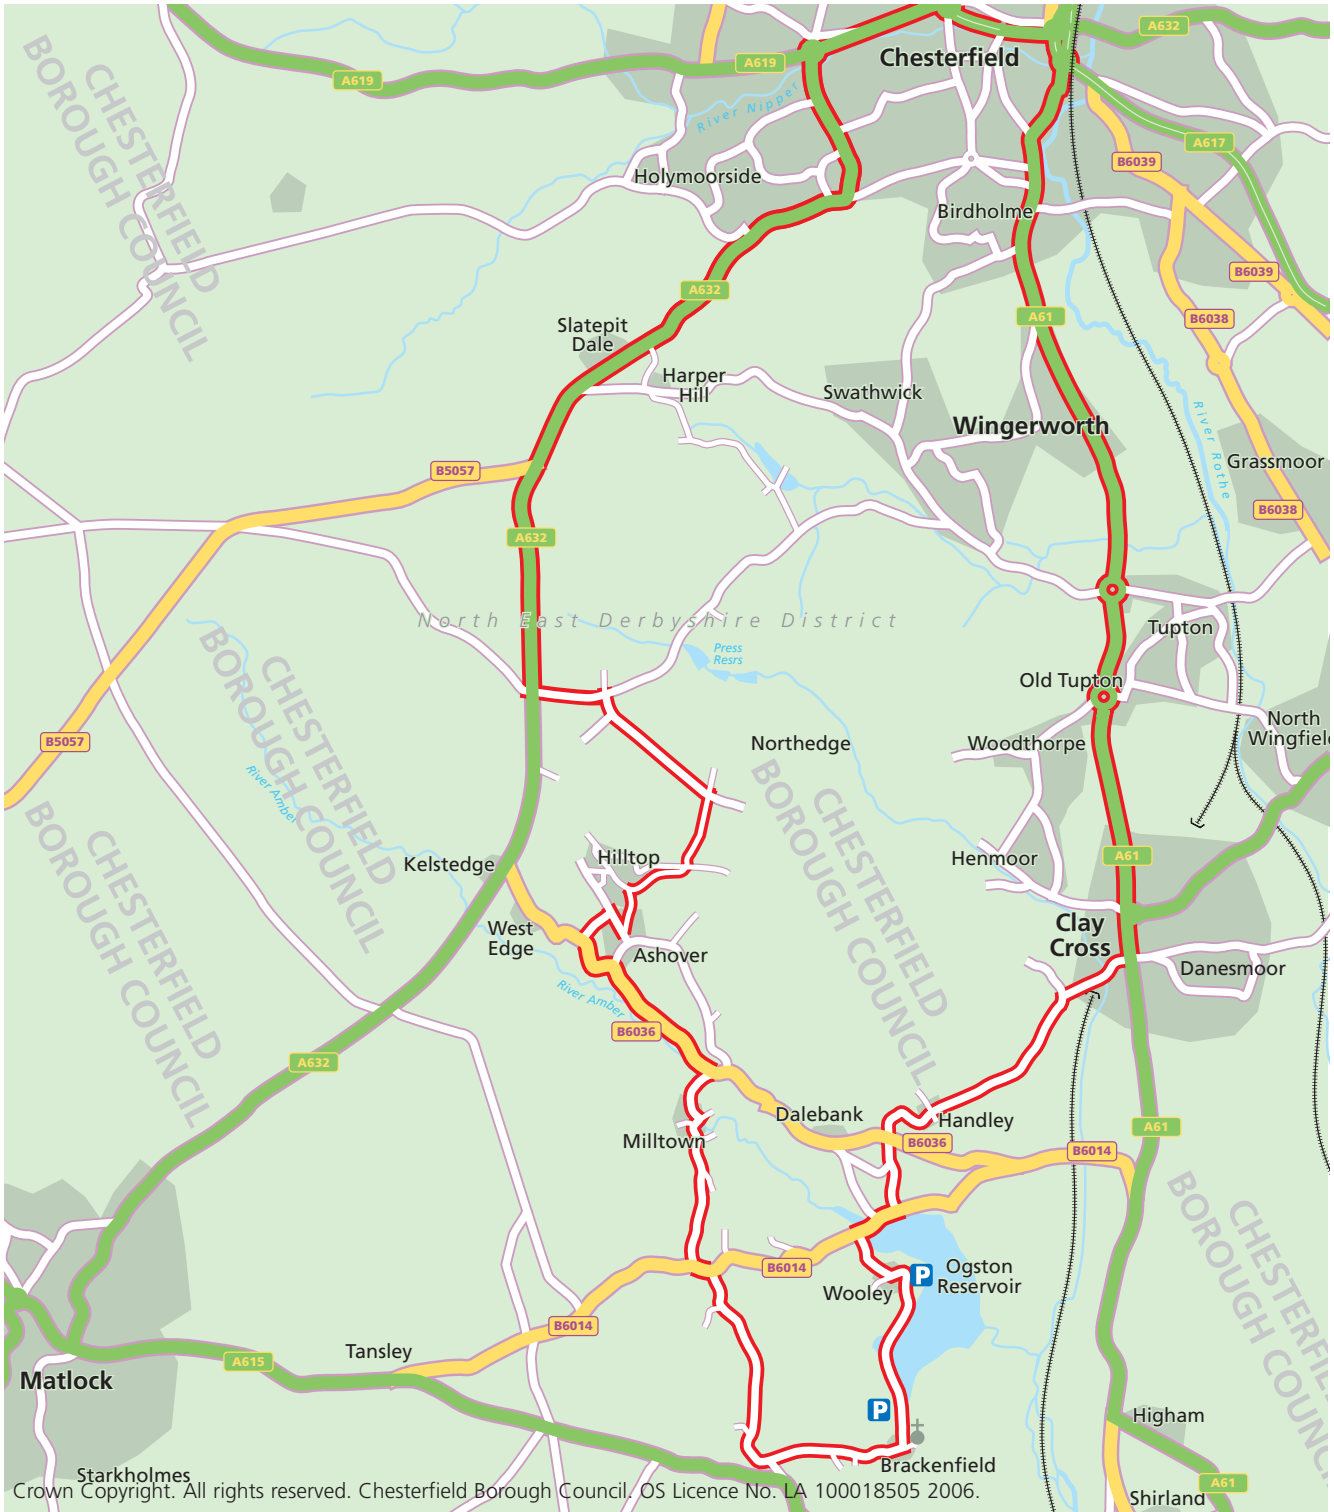 A632
A619
A619
Chesterfield
CHESTERFIELD
BOROUGH COUNCIL
River Nipper
A617
B6039
Holymoorside
Birdholme
B6039
A632
A61
B6038
Slatepit
Dale
Harper
Hill
Swathwick
Wingerworth
River Rothe
Grassmoor
B5057
B6038
A632
North East Derbyshire District
Tupton
Press
Resrs
Old Tupton
CHESTERFIELD
BOROUGH COUNCIL
North
Wingfield
B5057
Northedge
Woodthorpe
River Amber
CHESTERFIELD
BOROUGH COUNCIL
CHESTERFIELD
BOROUGH COUNCIL
Hilltop
Henmoor
A61
Kelstedge
West
Edge
Clay
Cross
Ashover
Danesmoor
River Amber
B6036
A632
Dalebank
Handley
A61
Milltown
B6036
B6014
CHESTERFIELD
BOROUGH COUNCIL
B6014
P
Ogston
Reservoir
Wooley
B6014
Tansley
A615
Matlock
P
Higham
Brackenfield
Starkholmes
A61
Shirland
Crown Copyright. All rights reserved. Chesterfield Borough Council. OS Licence No. LA 100018505 2006.